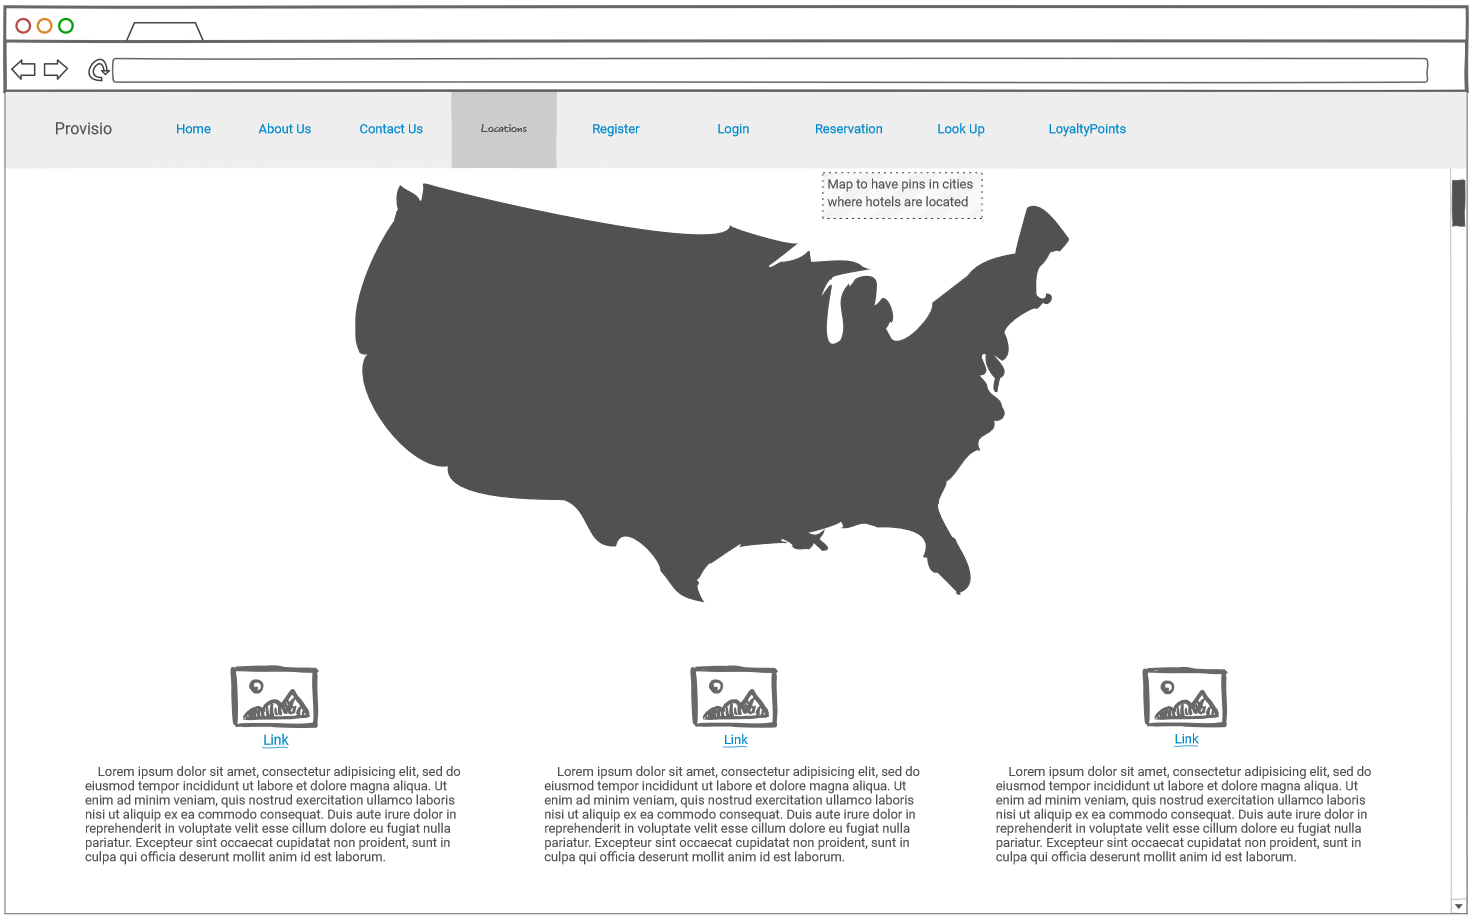 Provisio Home About Us Contact Us Locations Register Login Reservation Look Up LoyaltyPoints
Map to have pins in cities
where hotels are located
Link
Lorem ipsum dolor sit amet, consectetur adipisicing elit, sed do
eiusmod tempor incididunt ut labore et dolore magna aliqua. Ut
enim ad minim veniam, quis nostrud exercitation ullamco laboris
nisi ut aliquip ex ea commodo consequat. Duis aute irure dolor in
reprehenderit in voluptate velit esse cillum dolore eu fugiat nulla
pariatur. Excepteur sint occaecat cupidatat non proident, sunt in
culpa qui officia deserunt mollit anim id est laborum.
Link
Lorem ipsum dolor sit amet, consectetur adipisicing elit, sed do
eiusmod tempor incididunt ut labore et dolore magna aliqua. Ut
enim ad minim veniam, quis nostrud exercitation ullamco laboris
nisi ut aliquip ex ea commodo consequat. Duis aute irure dolor in
reprehenderit in voluptate velit esse cillum dolore eu fugiat nulla
pariatur. Excepteur sint occaecat cupidatat non proident, sunt in
culpa qui officia deserunt mollit anim id est laborum.
Link
Lorem ipsum dolor sit amet, consectetur adipisicing elit, sed do
eiusmod tempor incididunt ut labore et dolore magna aliqua. Ut
enim ad minim veniam, quis nostrud exercitation ullamco laboris
nisi ut aliquip ex ea commodo consequat. Duis aute irure dolor in
reprehenderit in voluptate velit esse cillum dolore eu fugiat nulla
pariatur. Excepteur sint occaecat cupidatat non proident, sunt in
culpa qui officia deserunt mollit anim id est laborum.